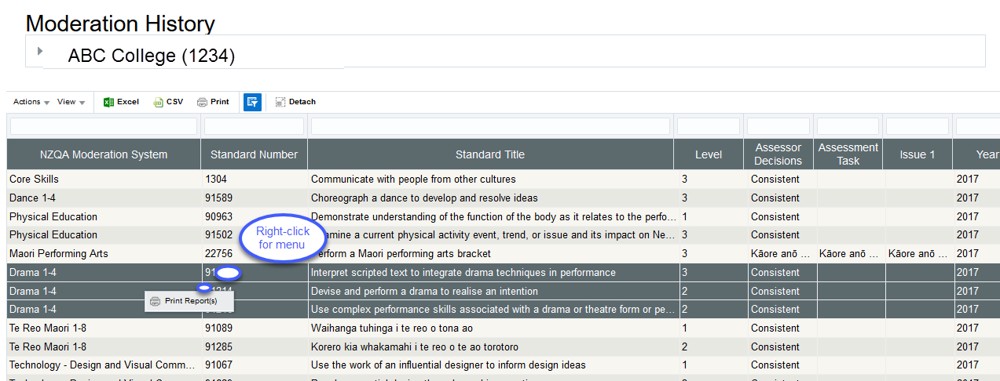 Moderation History
ABC College (1234)
Actions View Excel CSV Print Detach
NZQA Moderation System Standard Number Standard Title Level Assessor Decisions Assessment Task Issue 1 Year
Core Skills 1304 Communicate with people from other cultures 3 Consistent 2017
Dance 1-4 91589 Choreograph a dance to develop and resolve ideas 3 Consistent 2017
Physical Education 90963 Demonstrate understanding of the function of the body as it relates to the perfo... 1 Consistent 2017
Physical Education 91502 amine a current physical activity event, trend, or issue and its impact on Ne... 3 Consistent 2017
Right-click
for menu
Maori Performing Arts 22756 erform a Maori performing arts bracket 3 Kāore anō ... Kāore anō ... Kāore anō ... 2017
Drama 1-4 91 Interpret scripted text to integrate drama techniques in performance 3 Consistent 2017
Drama 1-4 Devise and perform a drama to realise an intention 2 Consistent 2017
Print Report(s)
Drama 1-4 Use complex performance skills associated with a drama or theatre form or pe... 2 Consistent 2017
Te Reo Maori 1-8 91089 Waihanga tuhinga i te reo o tona ao 1 Consistent 2017
Te Reo Maori 1-8 91285 Korero kia whakamahi i te reo o te ao torotoro 2 Consistent 2017
Technology - Design and Visual Comm... 91067 Use the work of an influential designer to inform design ideas 1 Consistent 2017